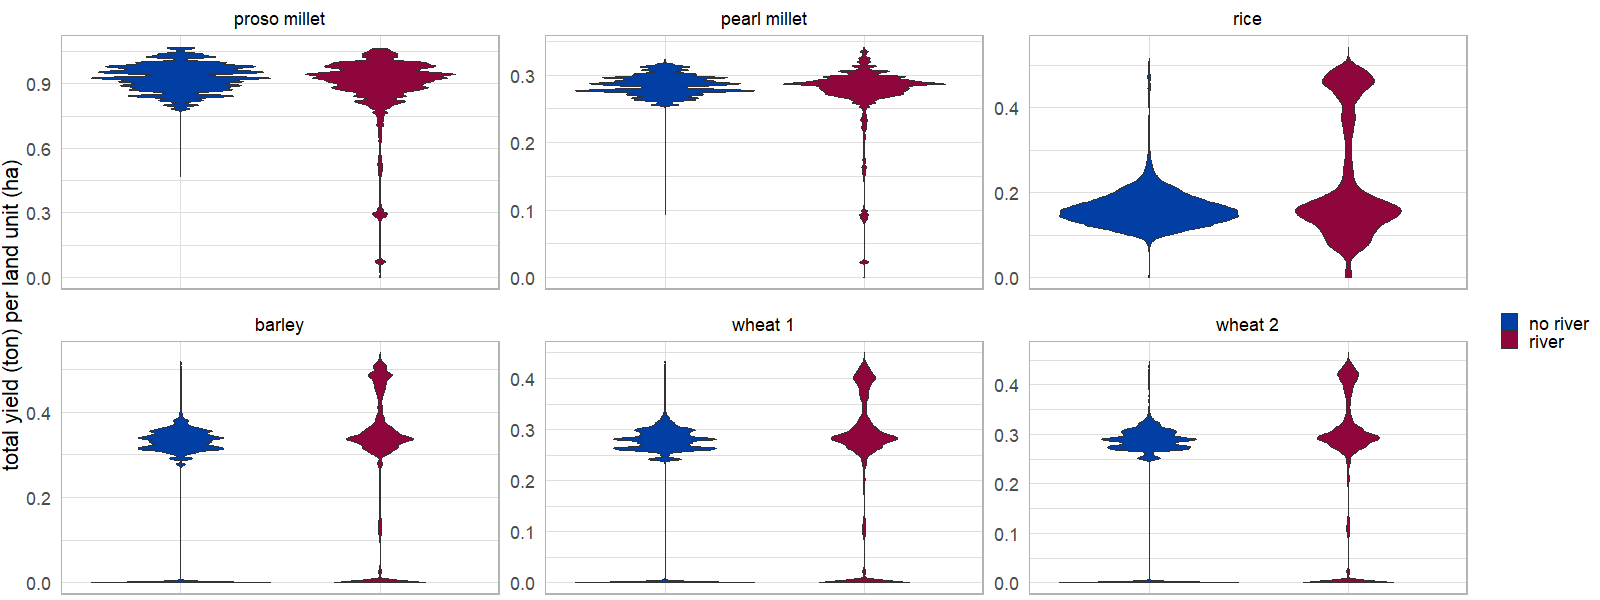 proso millet
pearl millet
rice
0.9
0.6
0.3
0.0
0.3
0.2
0.1
0.0
0.4
0.2
0.0
total yield (ton) per land unit (ha)
barley
wheat 1
wheat 2
0.4
0.2
0.0
0.4
0.3
0.2
0.1
0.0
0.4
0.3
0.2
0.1
0.0
no river
river